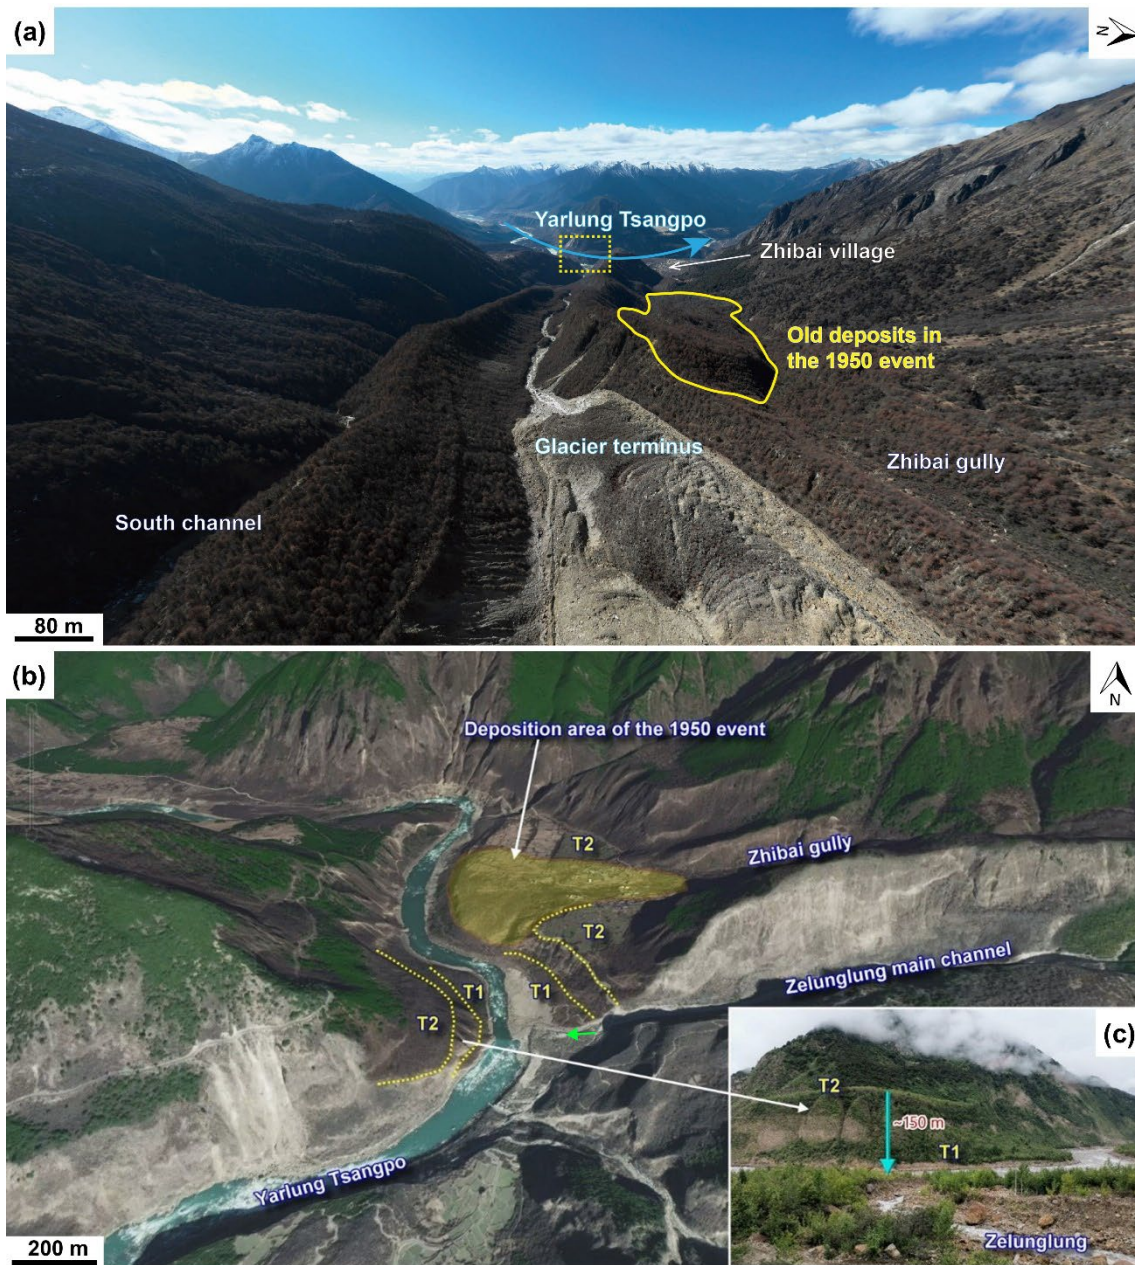 (a)
N
Yarlung Tsangpo
Zhibai village
Old deposits in
the 1950 event
Glacier terminus
Zhibai gully
South channel
80 m
(b)
N
Deposition area of the 1950 event
T2
Zhibai gully
T2
Zelunglung main channel
T1
T1
T2
(c)
T2
~150 m
T1
Yarlung Tsangpo
Zelunglung
200 m